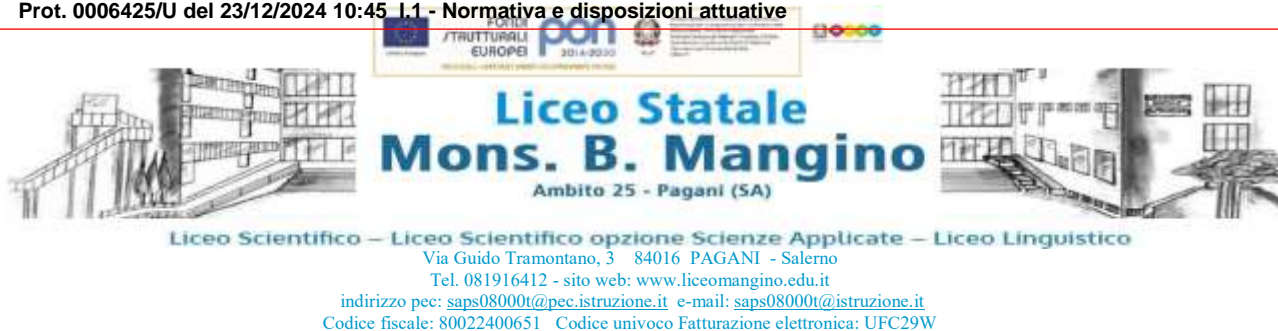 Prot. 0006425/U del 23/12/2024 10:45 I.1 - Normativa e disposizioni attuative
FONDI
STRUTTURALI
EUROPEI
pon
2014-2020
Liceo Statale
Mons. B. Mangino
Ambito 25 - Pagani (SA)
Liceo Scientifico – Liceo Scientifico opzione Scienze Applicate – Liceo Linguistico
Via Guido Tramontano, 3 84016 PAGANI - Salerno
Tel. 081916412 - sito web: www.liceomangino.edu.it
indirizzo pec: saps08000t@pec.istruzione.it e-mail: saps08000t@istruzione.it
Codice fiscale: 80022400651 Codice univoco Fatturazione elettronica: UFC29W